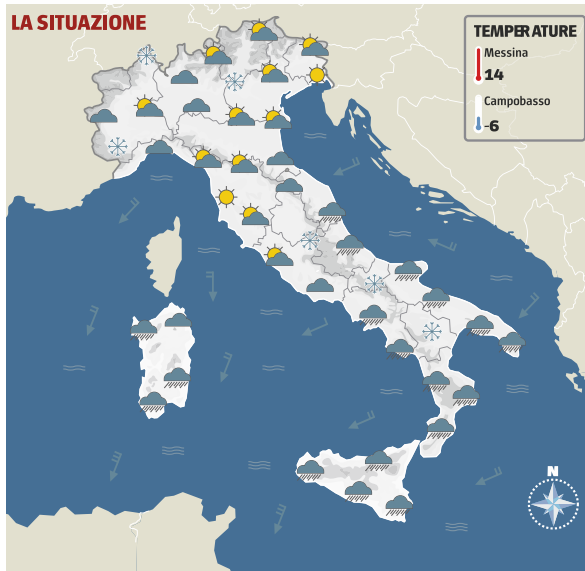 LA SITUAZIONE
TEMPERATURE
Messina
14
Campobasso
-6
N